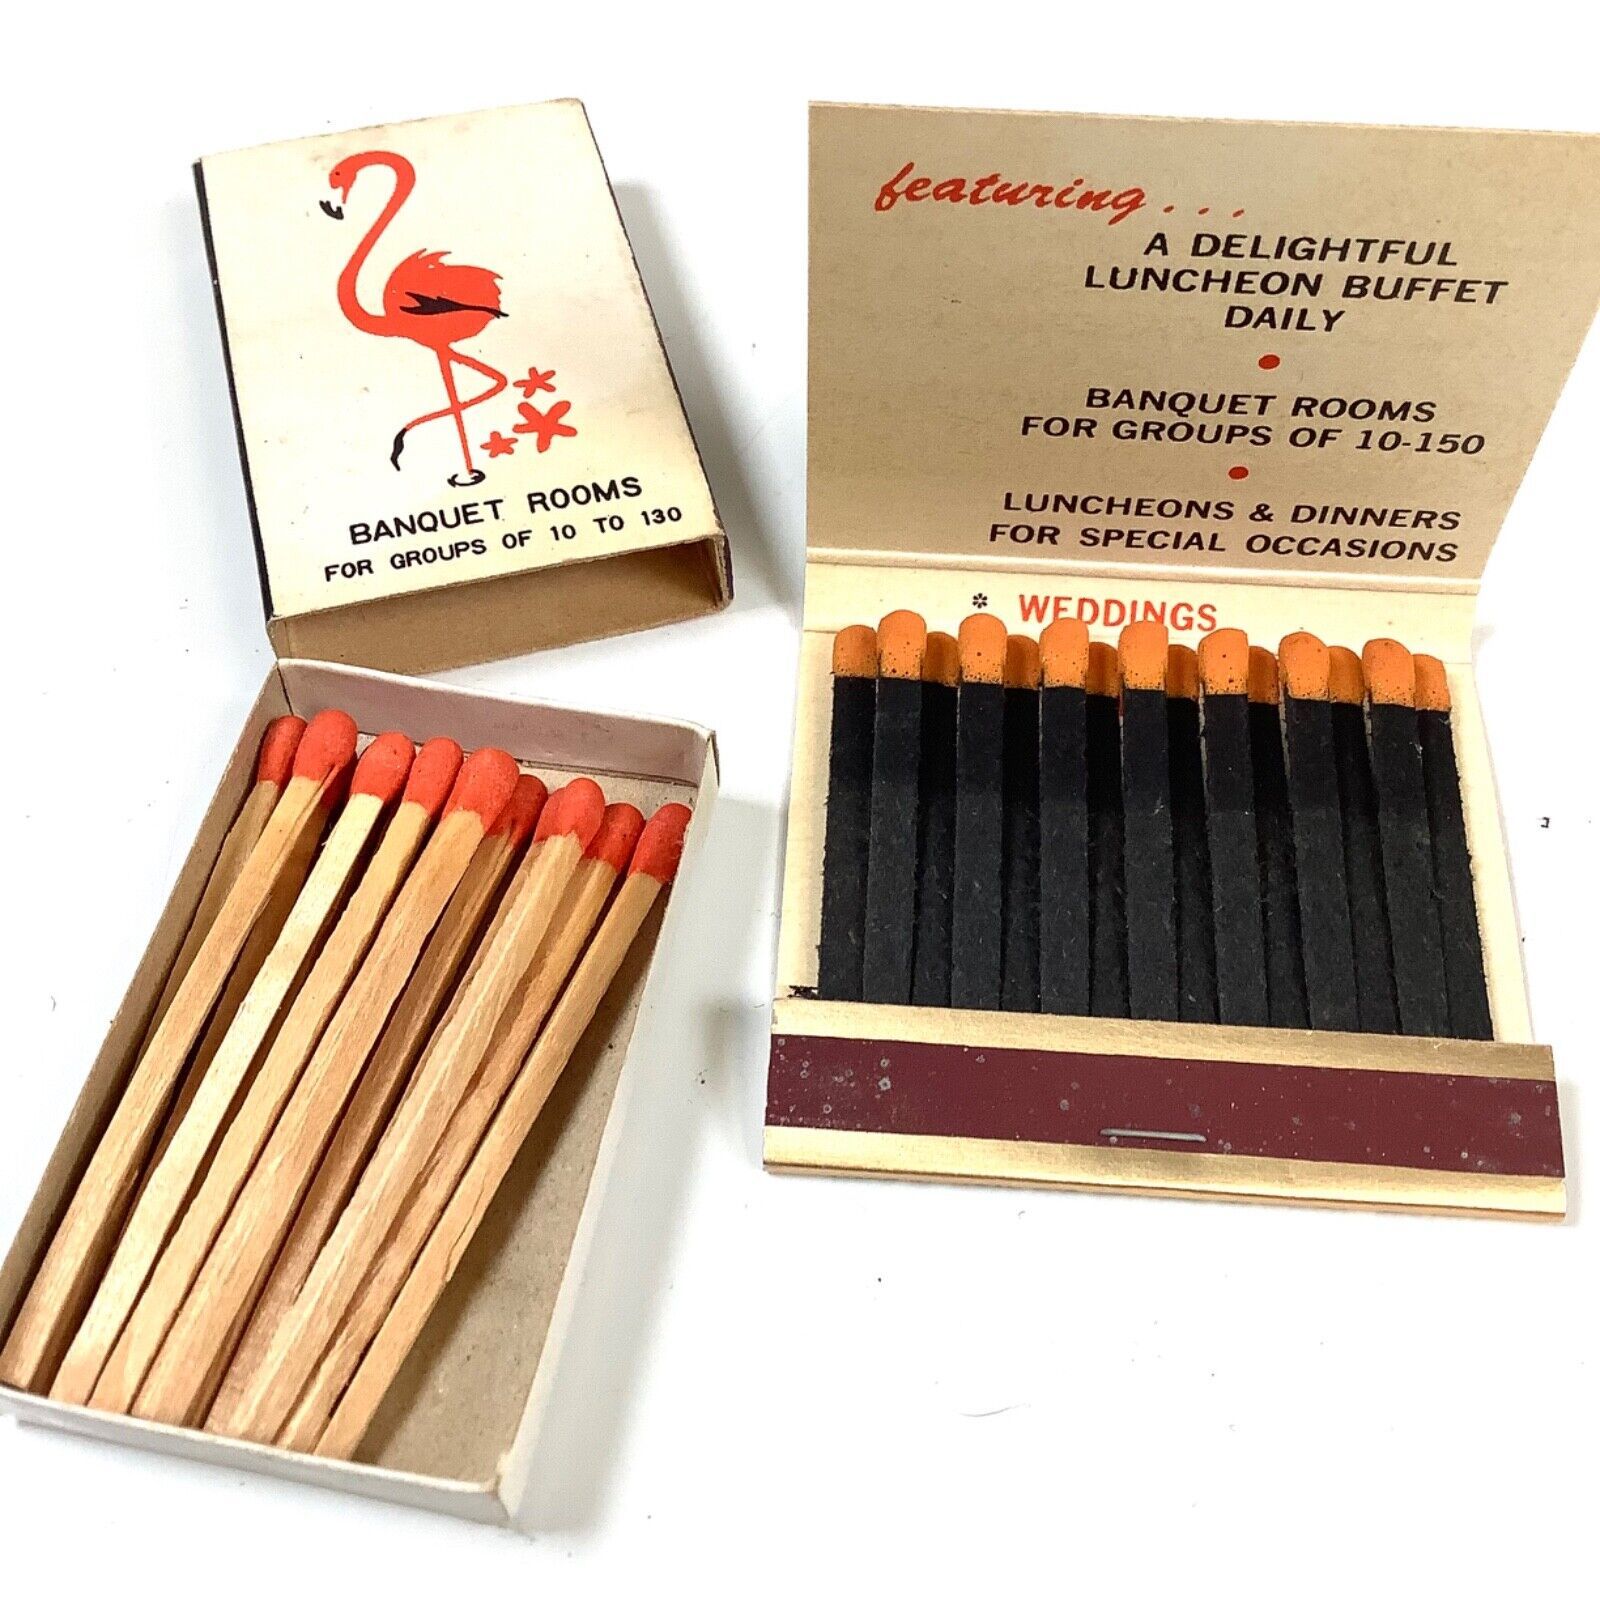 BANQUET ROOMS
FOR GROUPS OF 10 TO 130
featuring...
A DELIGHTFUL
LUNCHEON BUFFET
DAILY
BANQUET ROOMS
FOR GROUPS OF 10-150
LUNCHEONS & DINNERS
FOR SPECIAL OCCASIONS
* WEDDINGS